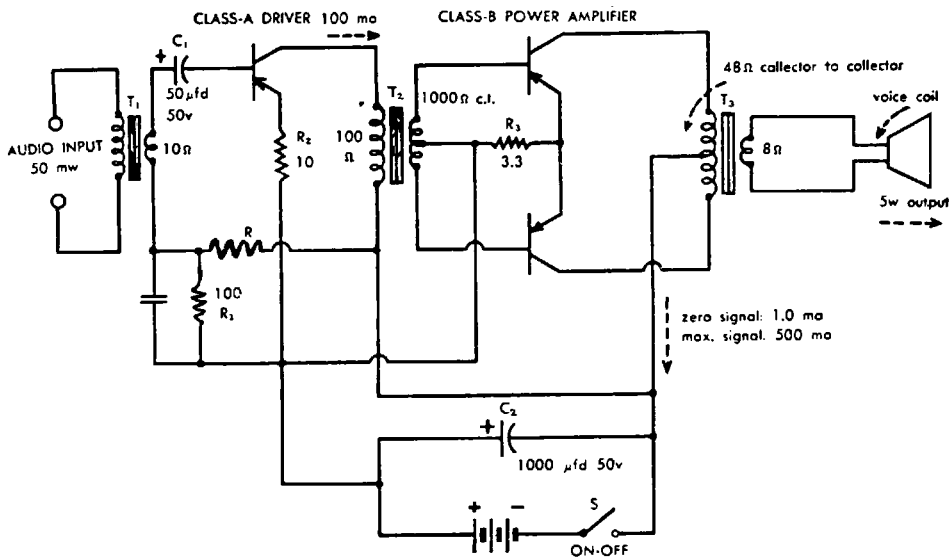 CLASS-A DRIVER 100 ma
CLASS-B POWER AMPLIFIER
C1
+
50 μfd
50v
T1
10Ω
AUDIO INPUT
50 mw
R2
10
T2
100
Ω
1000Ω c.t.
R3
3.3
48Ω collector to collector
T3
voice coil
8Ω
5w output
R
100
R1
zero signal: 1.0 ma
max. signal. 500 ma
C2
+
1000 μfd 50v
+ −
S
ON-OFF